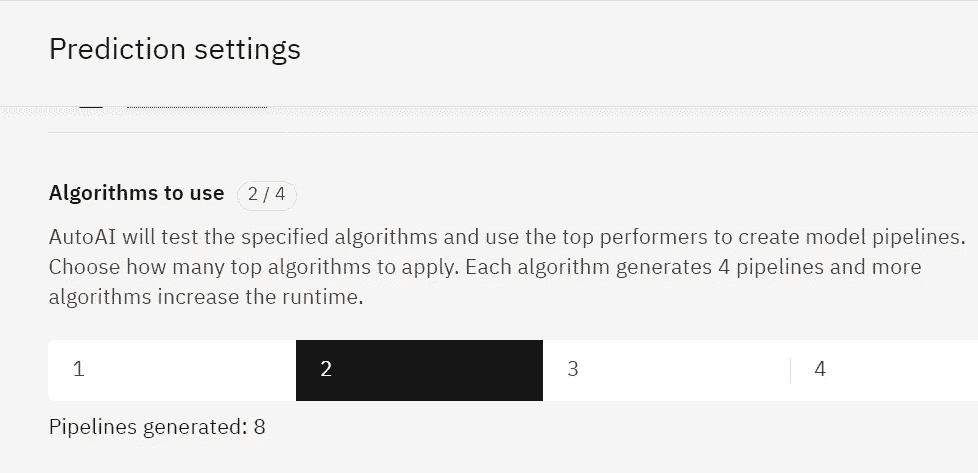 Prediction settings
Algorithms to use 2 / 4
AutoAI will test the specified algorithms and use the top performers to create model pipelines.
Choose how many top algorithms to apply. Each algorithm generates 4 pipelines and more
algorithms increase the runtime.
1 2 3 4
Pipelines generated: 8